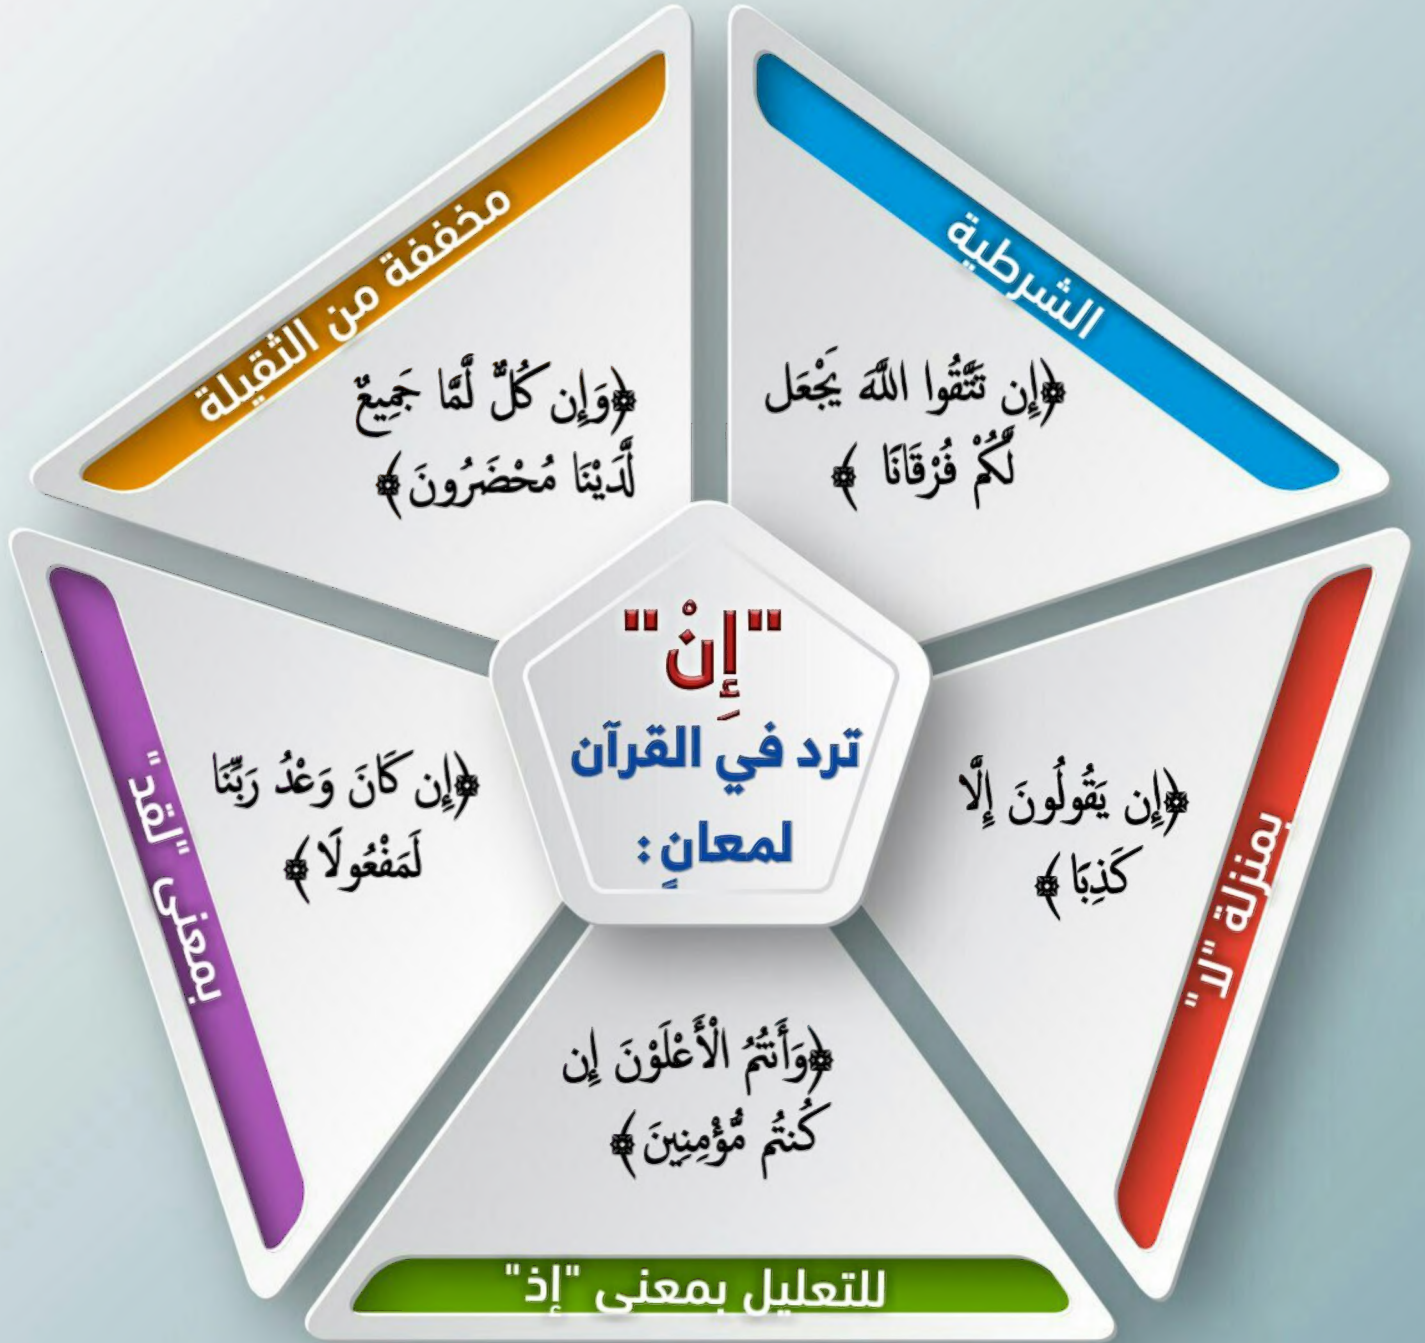 "إِنْ"
ترد في القرآن
لمعانٍ :
الشرطية
﴿إِن تَتَّقُوا اللَّهَ يَجْعَل
لَّكُمْ فُرْقَانًا ﴾
بمنزلة "لا"
﴿إِن يَقُولُونَ إِلَّا
كَذِبًا ﴾
للتعليل بمعنى "إذ"
﴿وَأَنتُمُ الْأَعْلَوْنَ إِن
كُنتُم مُّؤْمِنِينَ﴾
بمعنى "لقد"
﴿إِن كَانَ وَعْدُ رَبِّنَا
لَمَفْعُولًا﴾
مخففة من الثقيلة
﴿وَإِن كُلٌّ لَّمَّا جَمِيعٌ
لَّدَيْنَا مُحْضَرُونَ﴾